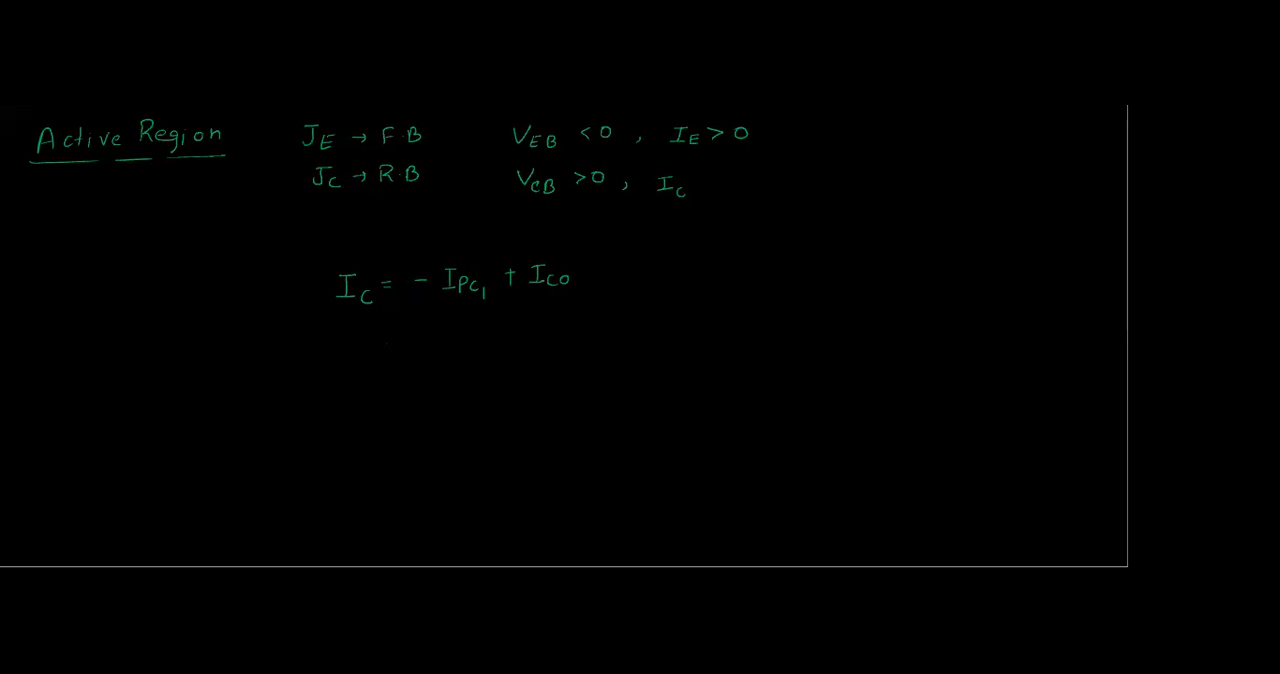 Active Region J_E → F.B V_EB < 0 , I_E > 0
J_C → R.B V_CB > 0 , I_C
I_C = - I_PC1 + I_CO